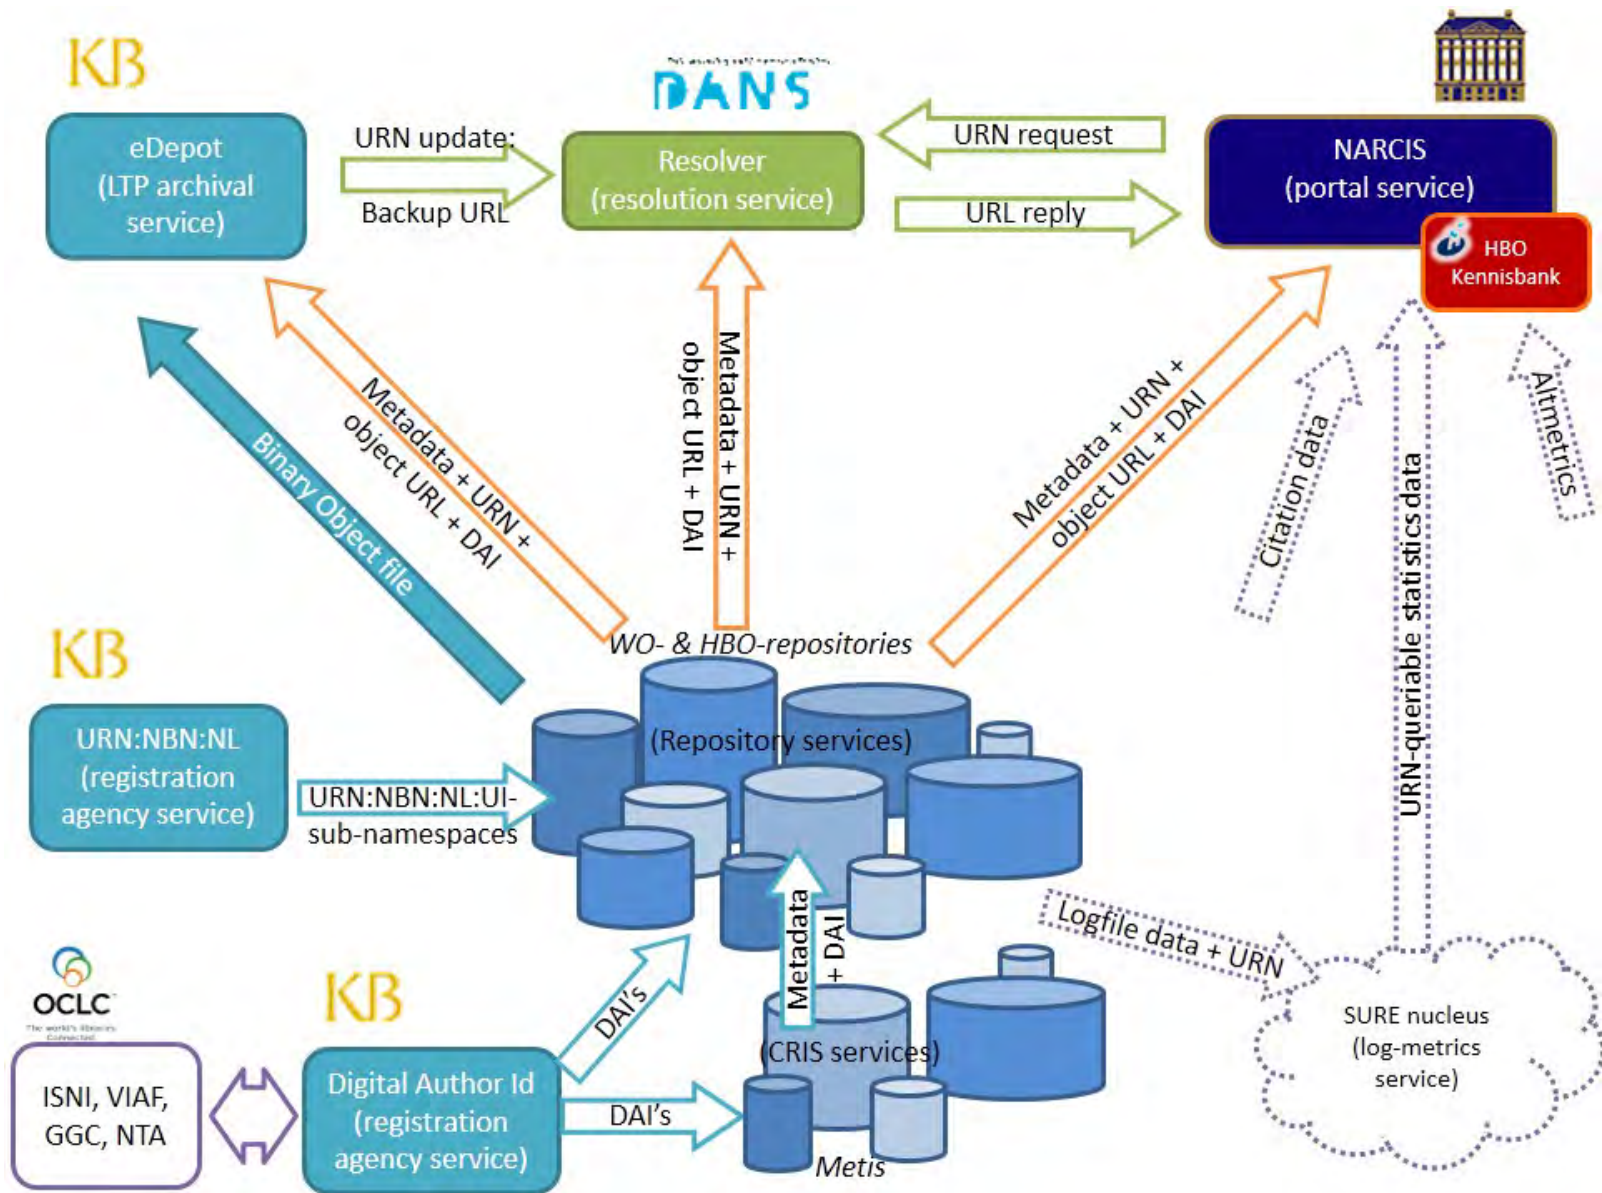 KB
DANS
eDepot
(LTP archival
service)
URN update:
Backup URL
Resolver
(resolution service)
URN request
URL reply
NARCIS
(portal service)
HBO
Kennisbank
Binary Object file
Metadata + URN +
object URL + DAI
Metadata + URN +
object URL + DAI
Metadata + URN +
object URL + DAI
Citation data
URN-queriable statistics data
Altmetrics
KB
URN:NBN:NL
(registration
agency service)
URN:NBN:NL:UI-
sub-namespaces
WO- & HBO-repositories
(Repository services)
Metadata
+ DAI
Logfile data + URN
OCLC
The world's libraries
Connected
ISNI, VIAF,
GGC, NTA
KB
Digital Author Id
(registration
agency service)
DAI's
DAI's
(CRIS services)
Metis
SURE nucleus
(log-metrics
service)